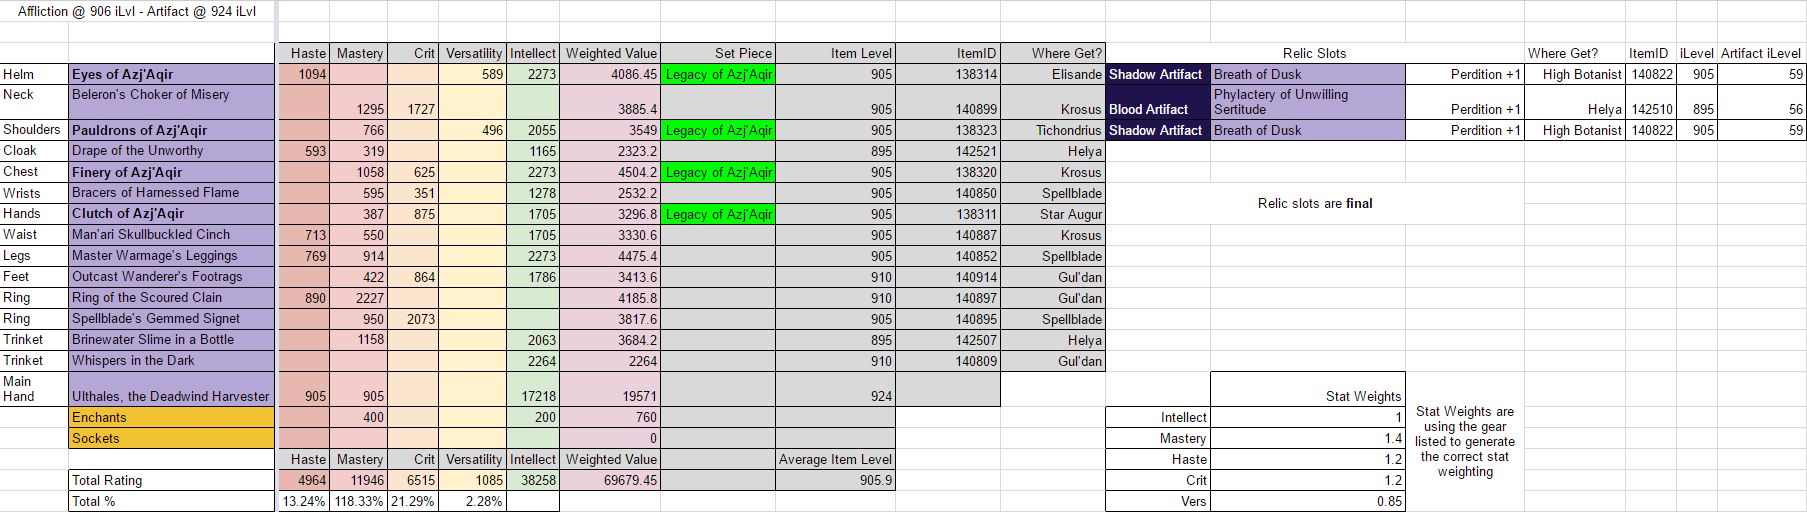 Affliction @ 906 iLvl - Artifact @ 924 iLvl
Haste Mastery Crit Versatility Intellect Weighted Value Set Piece Item Level ItemID Where Get? Relic Slots Where Get? ItemID iLevel Artifact iLevel
Helm Eyes of Azj'Aqir 1094 589 2273 4086.45 Legacy of Azj'Aqir 905 138314 Elisande Shadow Artifact Breath of Dusk Perdition +1 High Botanist 140822 905 59
Neck Beleron's Choker of Misery 1295 1727 3885.4 905 140899 Krosus Blood Artifact Phylactery of Unwilling
Sertitude Perdition +1 Helya 142510 895 56
Shoulders Pauldrons of Azj'Aqir 766 496 2055 3549 Legacy of Azj'Aqir 905 138323 Tichondrius Shadow Artifact Breath of Dusk Perdition +1 High Botanist 140822 905 59
Cloak Drape of the Unworthy 593 319 1165 2323.2 895 142521 Helya
Chest Finery of Azj'Aqir 1058 625 2273 4504.2 Legacy of Azj'Aqir 905 138320 Krosus
Wrists Bracers of Harnessed Flame 595 351 1278 2532.2 905 140850 Spellblade
Hands Clutch of Azj'Aqir 387 875 1705 3296.8 Legacy of Azj'Aqir 905 138311 Star Augur
Relic slots are final
Waist Man'ari Skullbuckled Cinch 713 550 1705 3330.6 905 140887 Krosus
Legs Master Warmage's Leggings 769 914 2273 4475.4 905 140852 Spellblade
Feet Outcast Wanderer's Footrags 422 864 1786 3413.6 910 140914 Gul'dan
Ring Ring of the Scoured Clain 890 2227 4185.8 910 140897 Gul'dan
Ring Spellblade's Gemmed Signet 950 2073 3817.6 905 140895 Spellblade
Trinket Brinewater Slime in a Bottle 1158 2063 3684.2 895 142507 Helya
Trinket Whispers in the Dark 2264 2264 910 140809 Gul'dan
Main
Hand Ulthales, the Deadwind Harvester 905 905 17218 19571 924
Enchants 400 200 760
Sockets 0
Haste Mastery Crit Versatility Intellect Weighted Value Average Item Level
Total Rating 4964 11946 6515 1085 38258 69679.45 905.9
Total % 13.24% 118.33% 21.29% 2.28%
Stat Weights
Intellect 1
Mastery 1.4
Haste 1.2
Crit 1.2
Vers 0.85
Stat Weights are
using the gear
listed to generate
the correct stat
weighting